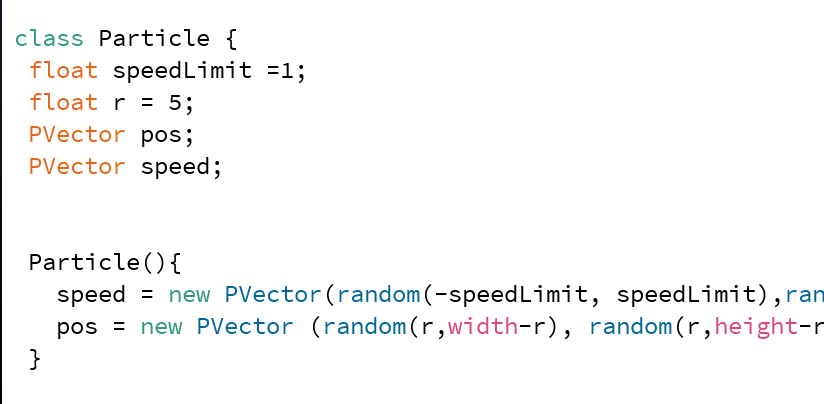 class Particle {
float speedLimit =1;
float r = 5;
PVector pos;
PVector speed;
Particle(){
speed = new PVector(random(-speedLimit, speedLimit),ran
pos = new PVector (random(r,width-r), random(r,height-r
}